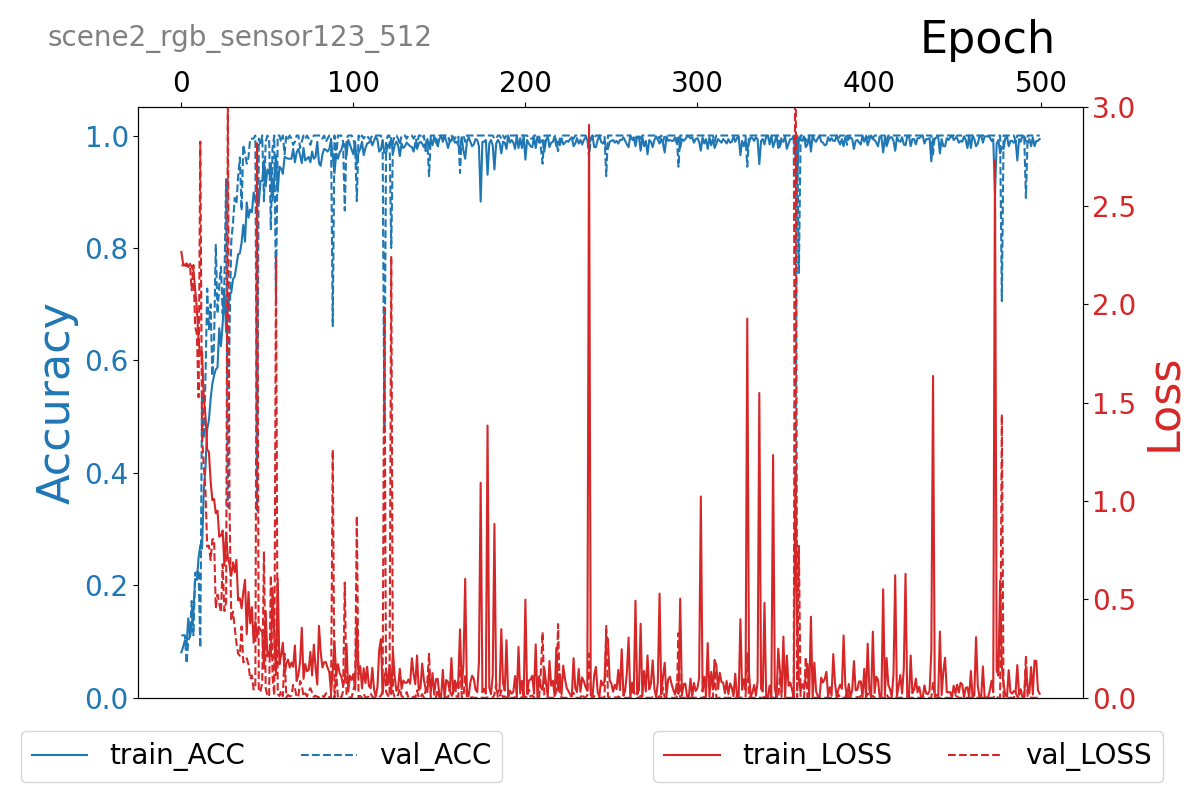 scene2_rgb_sensor123_512
Epoch
0 100 200 300 400 500
1.0 0.8 0.6 0.4 0.2 0.0
Accuracy
3.0 2.5 2.0 1.5 1.0 0.5 0.0
Loss
train_ACC val_ACC
train_LOSS val_LOSS